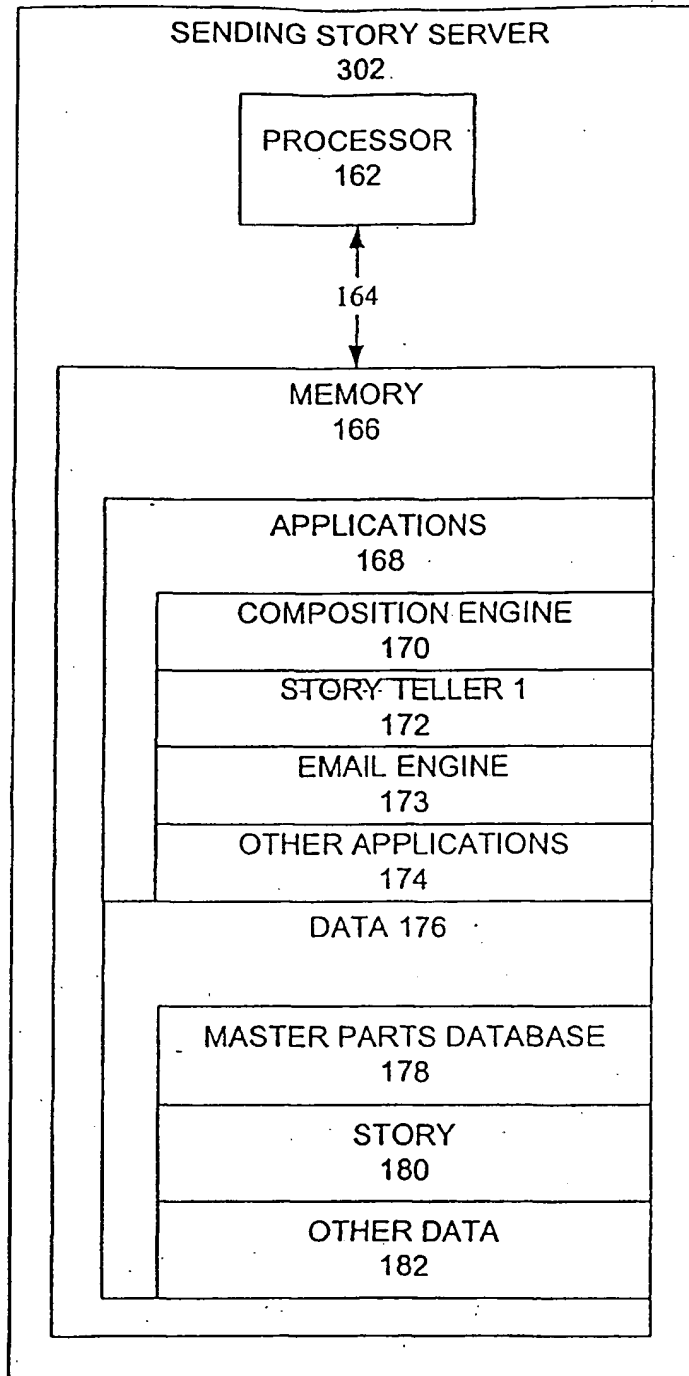 SENDING STORY SERVER
302
PROCESSOR
162
164
MEMORY
166
APPLICATIONS
168
COMPOSITION ENGINE
170
STORY TELLER 1
172
EMAIL ENGINE
173
OTHER APPLICATIONS
174
DATA 176
MASTER PARTS DATABASE
178
STORY
180
OTHER DATA
182